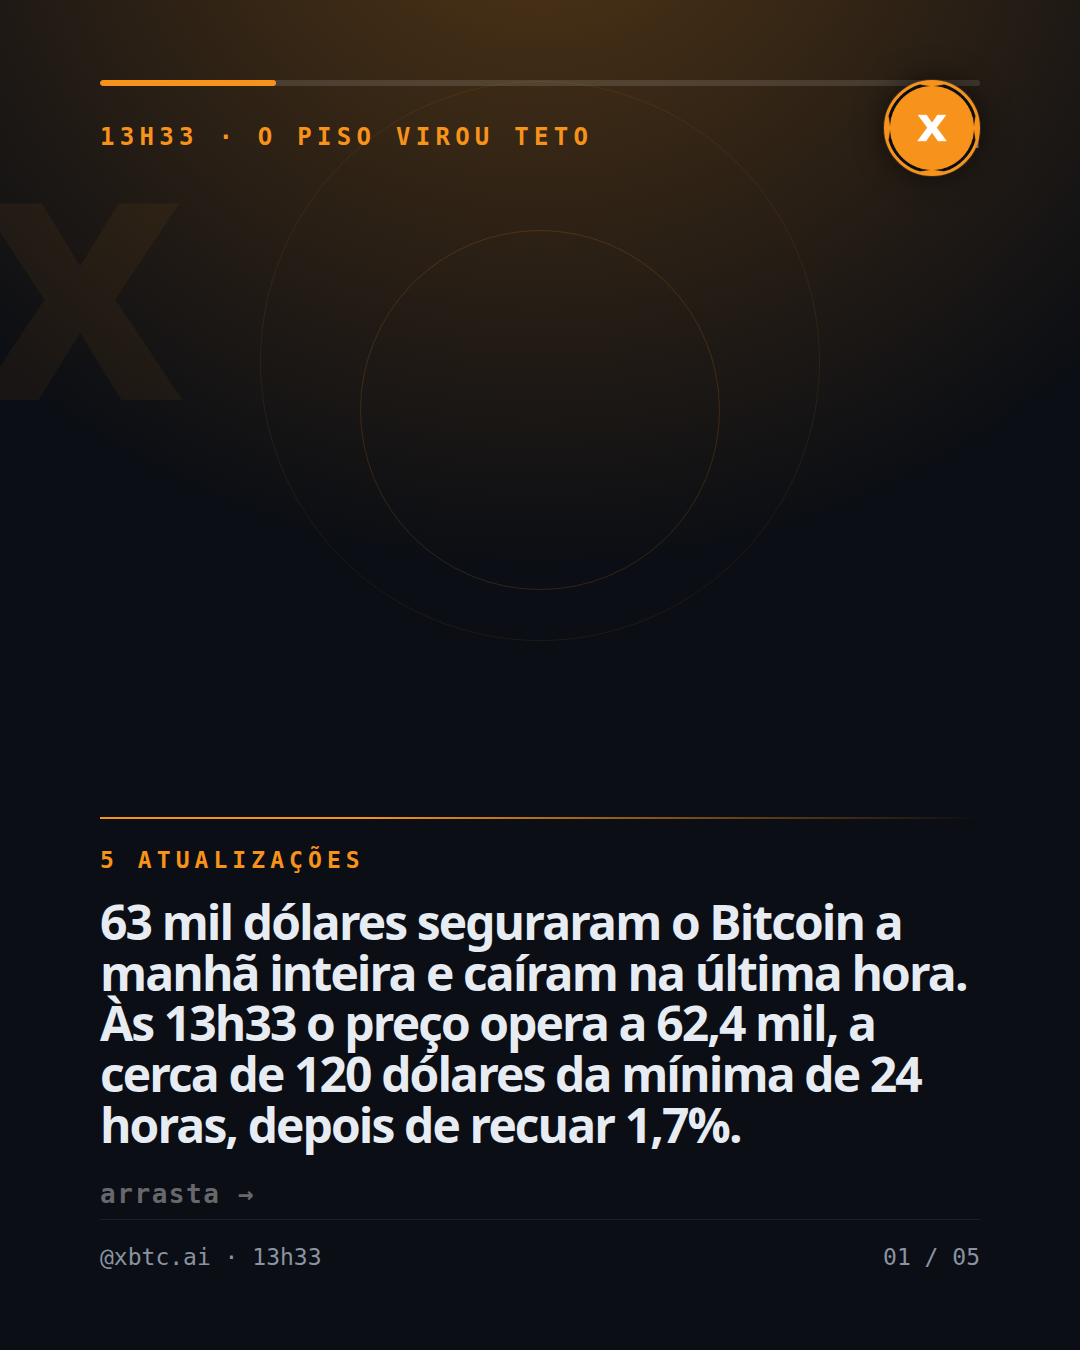 13H33 · O PISO VIROU TETO
x
X
5 ATUALIZAÇÕES
63 mil dólares seguraram o Bitcoin a
manhã inteira e caíram na última hora.
Às 13h33 o preço opera a 62,4 mil, a
cerca de 120 dólares da mínima de 24
horas, depois de recuar 1,7%.
arrasta →
@xbtc.ai · 13h33
01 / 05